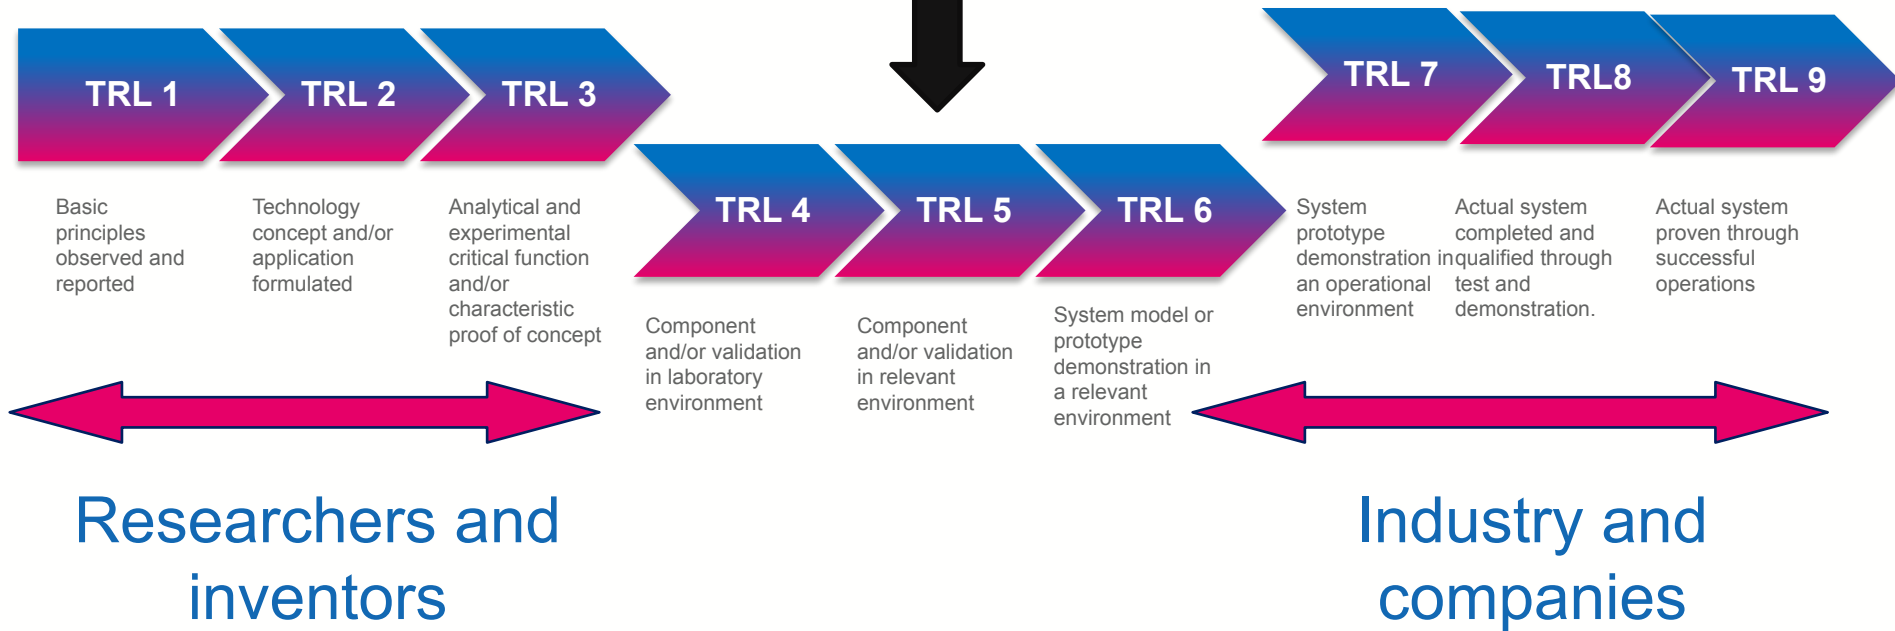 TRL 1
TRL 2
TRL 3
TRL 4
TRL 5
TRL 6
TRL 7
TRL8
TRL 9
Basic
principles
observed and
reported
Technology
concept and/or
application
formulated
Analytical and
experimental
critical function
and/or
characteristic
proof of concept
Component
and/or validation
in laboratory
environment
Component
and/or validation
in relevant
environment
System model or
prototype
demonstration in
a relevant
environment
System
prototype
demonstration in
an operational
environment
Actual system
completed and
qualified through
test and
demonstration.
Actual system
proven through
successful
operations
Researchers and
inventors
Industry and
companies